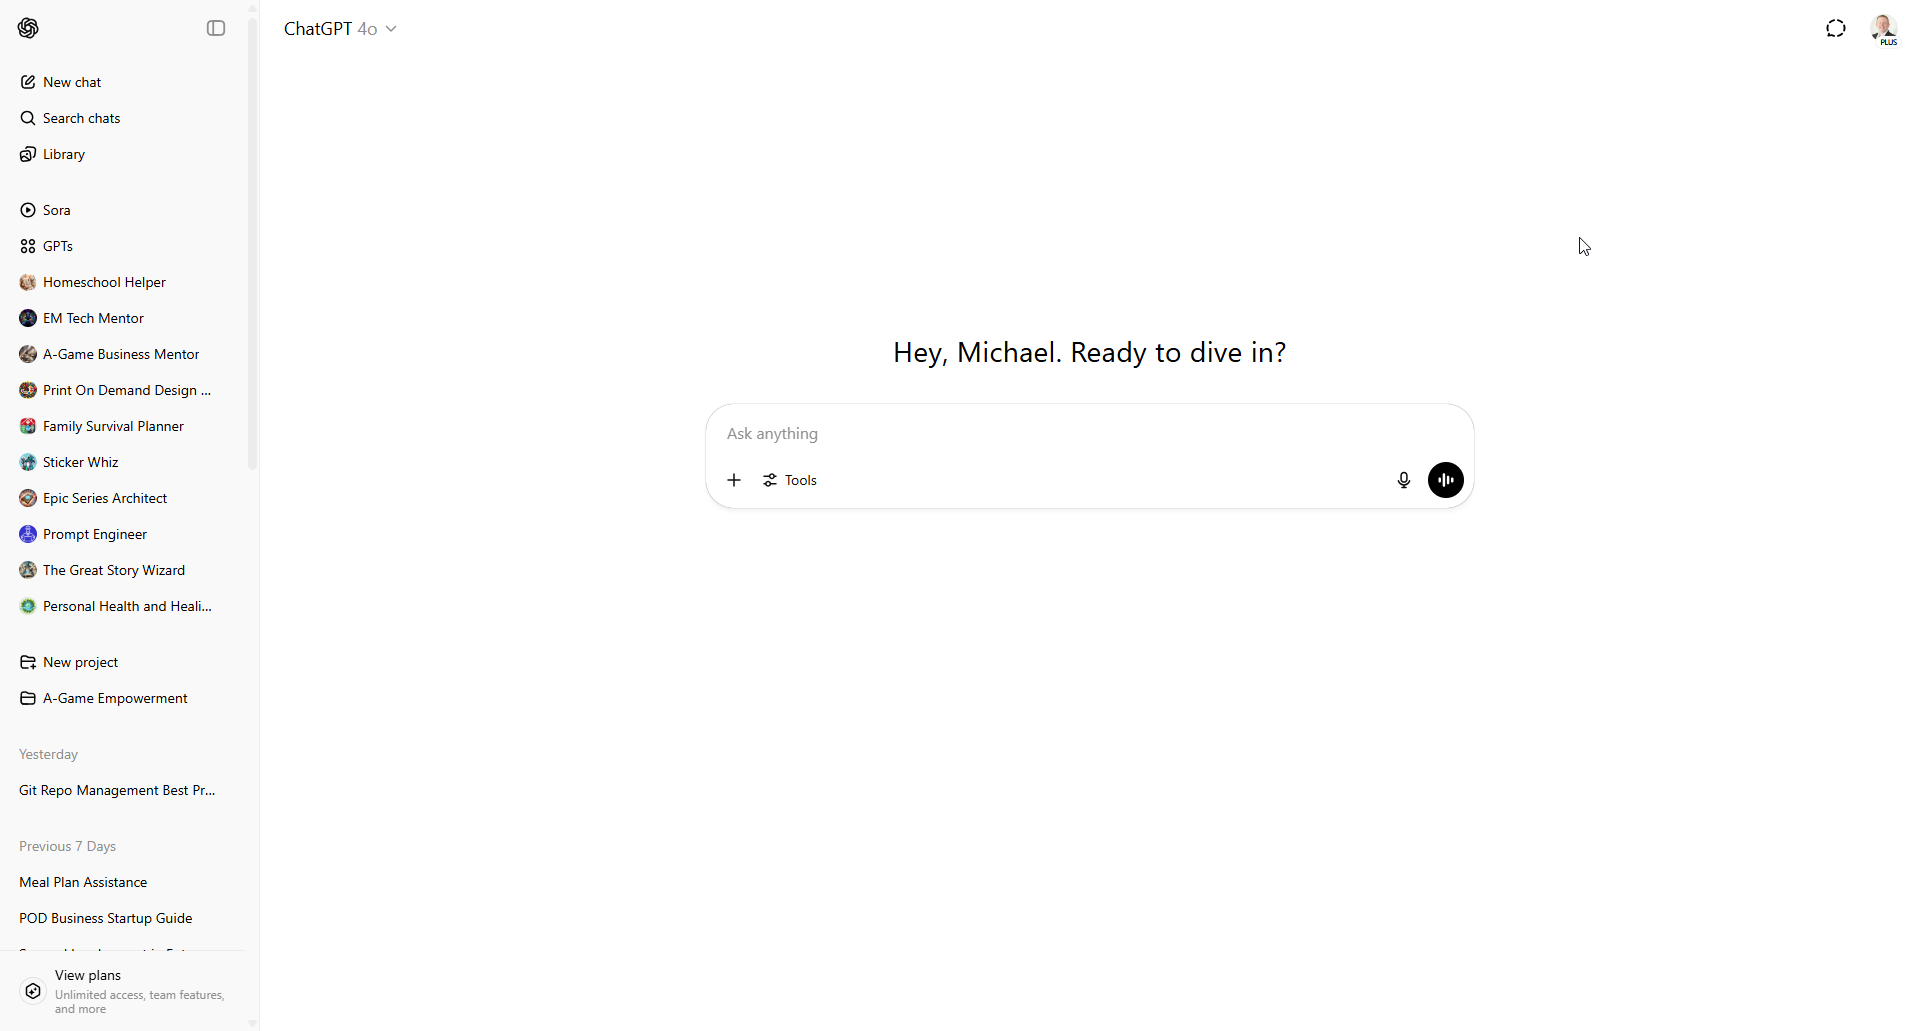 ChatGPT 4o
PLUS
New chat
Search chats
Library
Sora
GPTs
Homeschool Helper
EM Tech Mentor
A-Game Business Mentor
Print On Demand Design ...
Family Survival Planner
Sticker Whiz
Epic Series Architect
Prompt Engineer
The Great Story Wizard
Personal Health and Heali...
New project
A-Game Empowerment
Yesterday
Git Repo Management Best Pr...
Previous 7 Days
Meal Plan Assistance
POD Business Startup Guide
View plans
Unlimited access, team features,
and more
Hey, Michael. Ready to dive in?
Ask anything
Tools